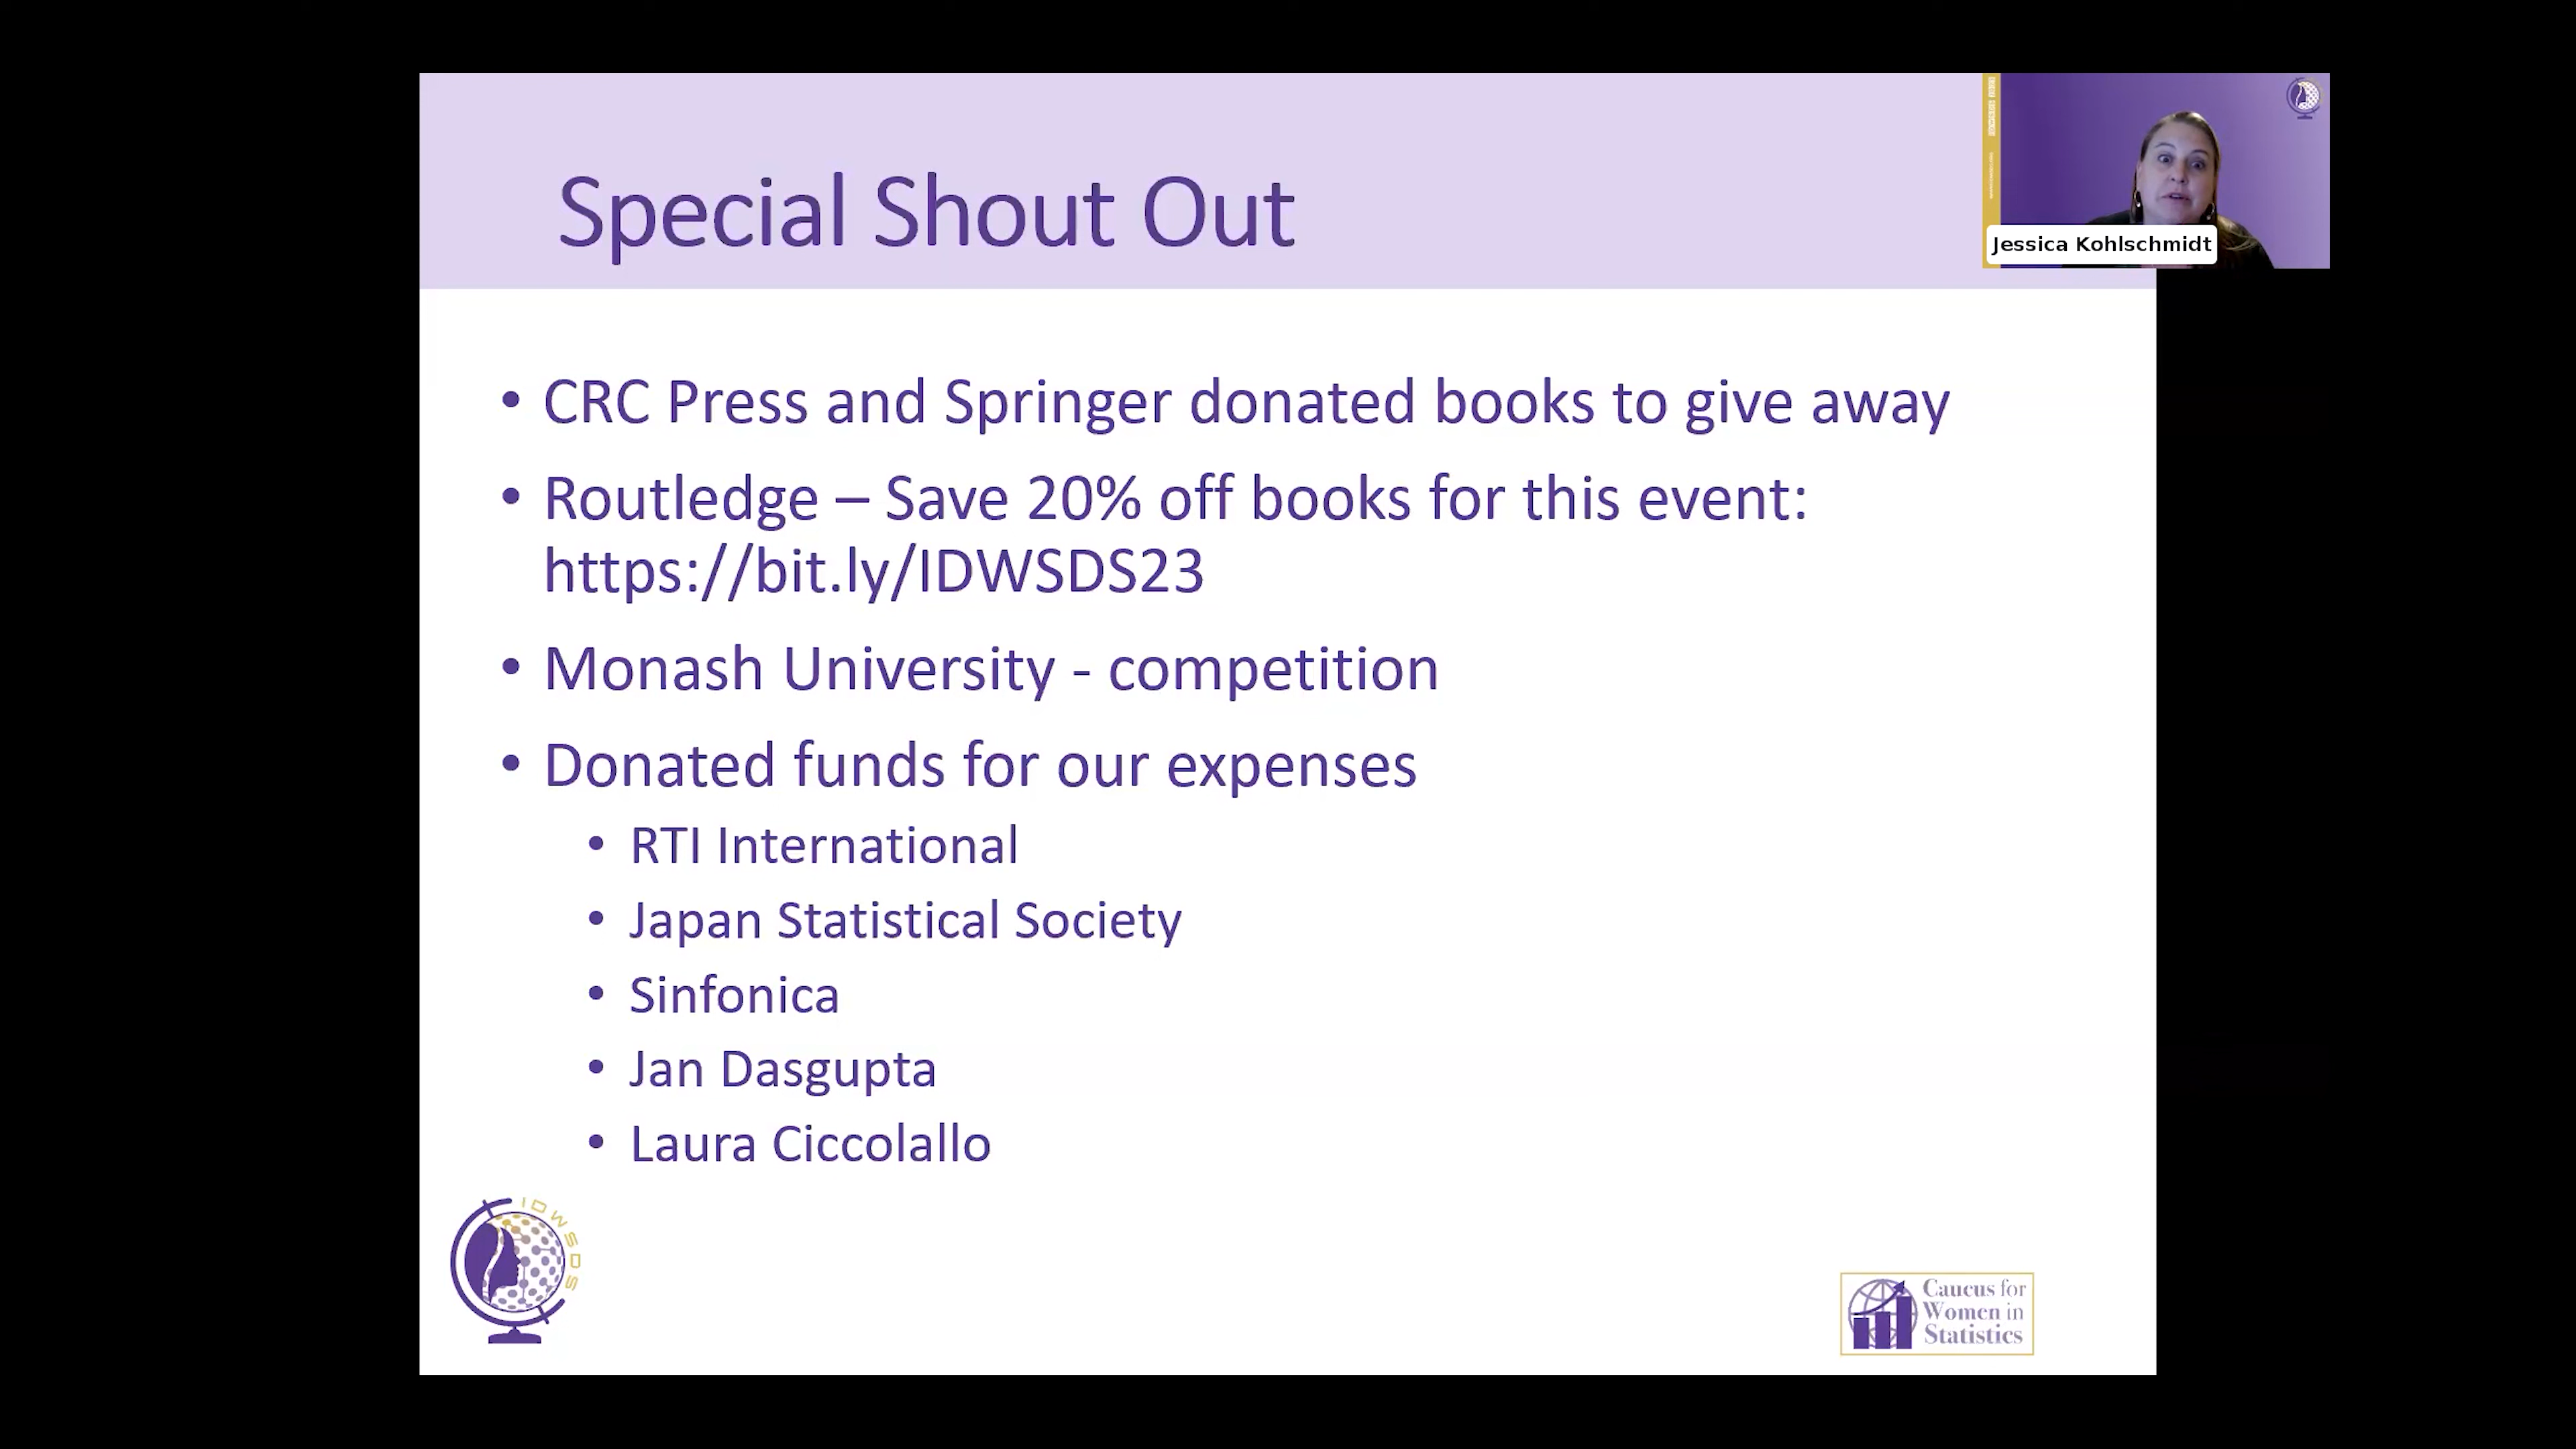 Special Shout Out
Jessica Kohlschmidt
• CRC Press and Springer donated books to give away
• Routledge – Save 20% off books for this event:
https://bit.ly/IDWSDS23
• Monash University - competition
• Donated funds for our expenses
• RTI International
• Japan Statistical Society
• Sinfonica
• Jan Dasgupta
• Laura Ciccolallo
IDWSDS
Caucus for
Women in
Statistics